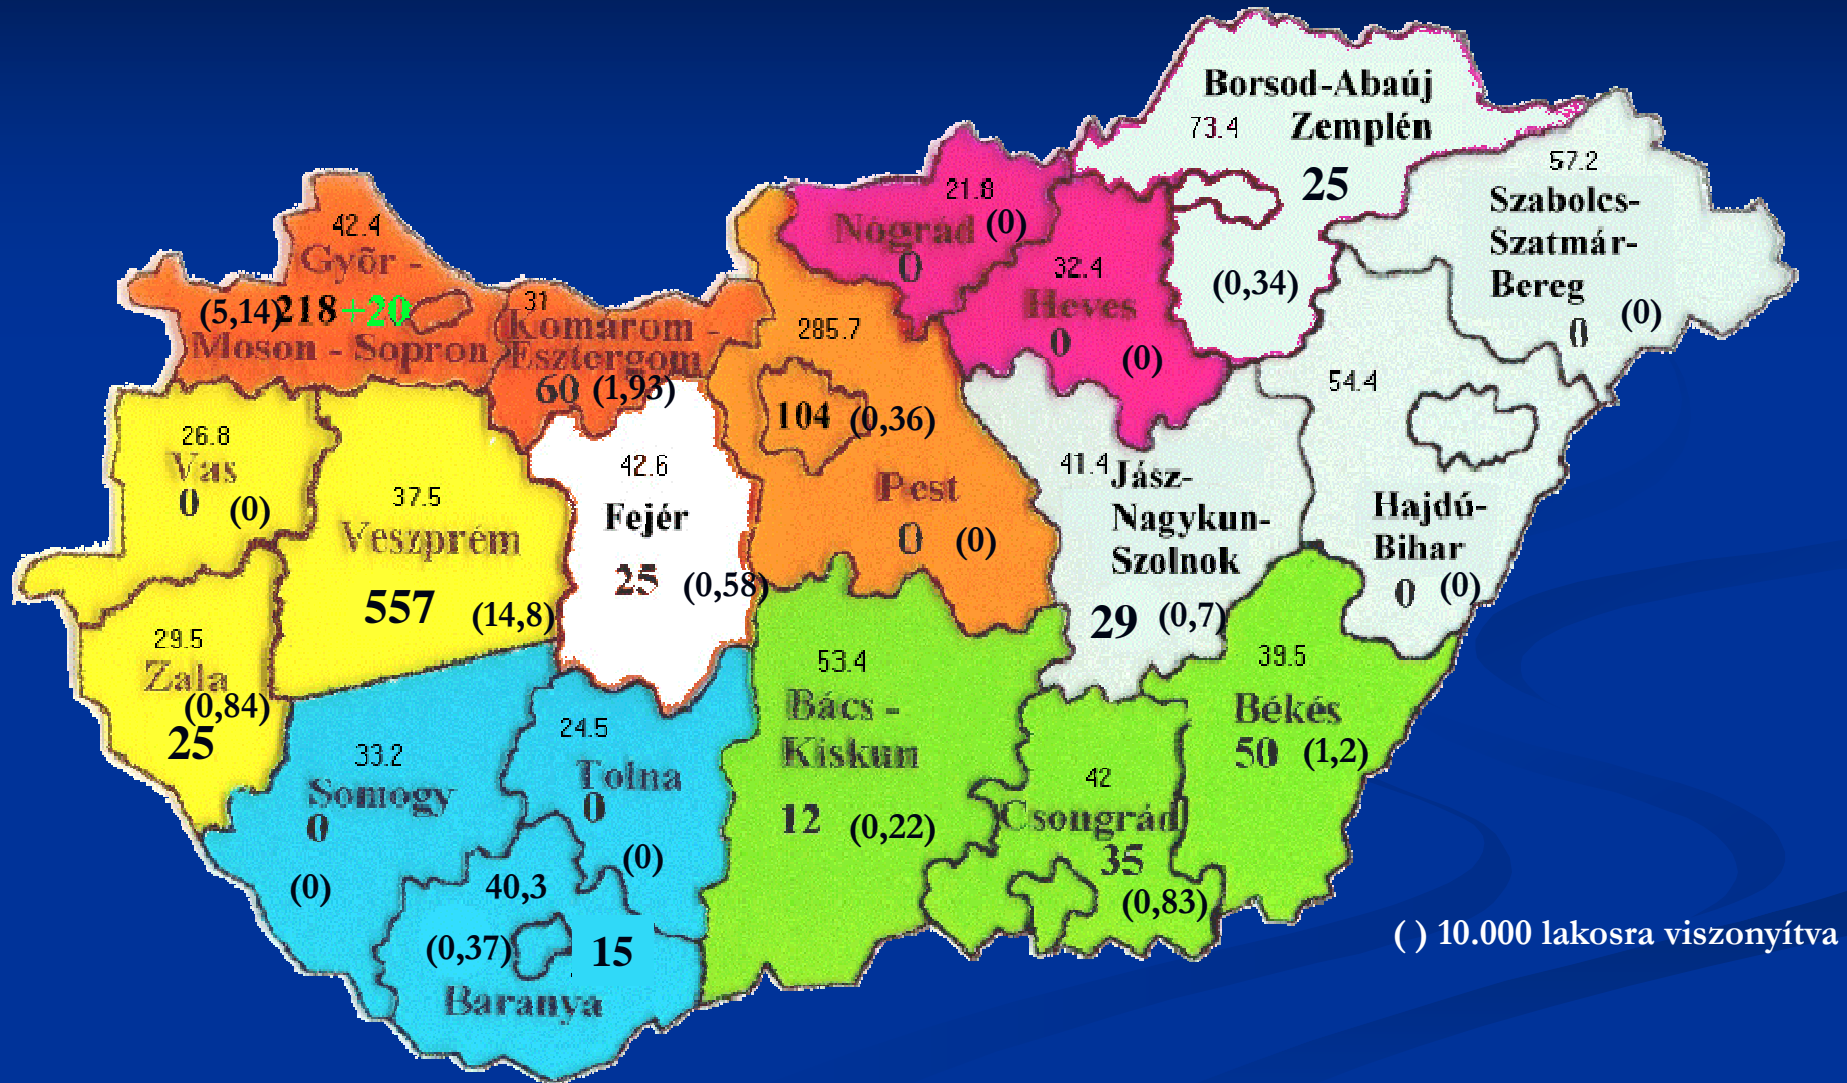 Borsod-Abaúj
73.4 Zemplén
25
(0,34)
57.2
Szabolcs-
Szatmár-
Bereg
0 (0)
21.8
Nógrád (0)
0
32.4
Heves
0
(0)
42.4
Gyõr -
(5,14) 218 +20
Moson - Sopron
31
Komárom -
Esztergom
60 (1,93)
285.7
104 (0,36)
Pest
0 (0)
54.4
Hajdú-
Bihar
0 (0)
26.8
Vas
0 (0)
37.5
Veszprém
557 (14,8)
42.6
Fejér
25 (0,58)
41.4 Jász-
Nagykun-
Szolnok
29 (0,7)
29.5
Zala
(0,84)
25
33.2
Somogy
0
(0)
24.5
Tolna
0
(0)
53.4
Bács -
Kiskun
12 (0,22)
39.5
Békés
50 (1,2)
42
Csongrád
35
(0,83)
40,3
(0,37) 15
Baranya
( ) 10.000 lakosra viszonyítva